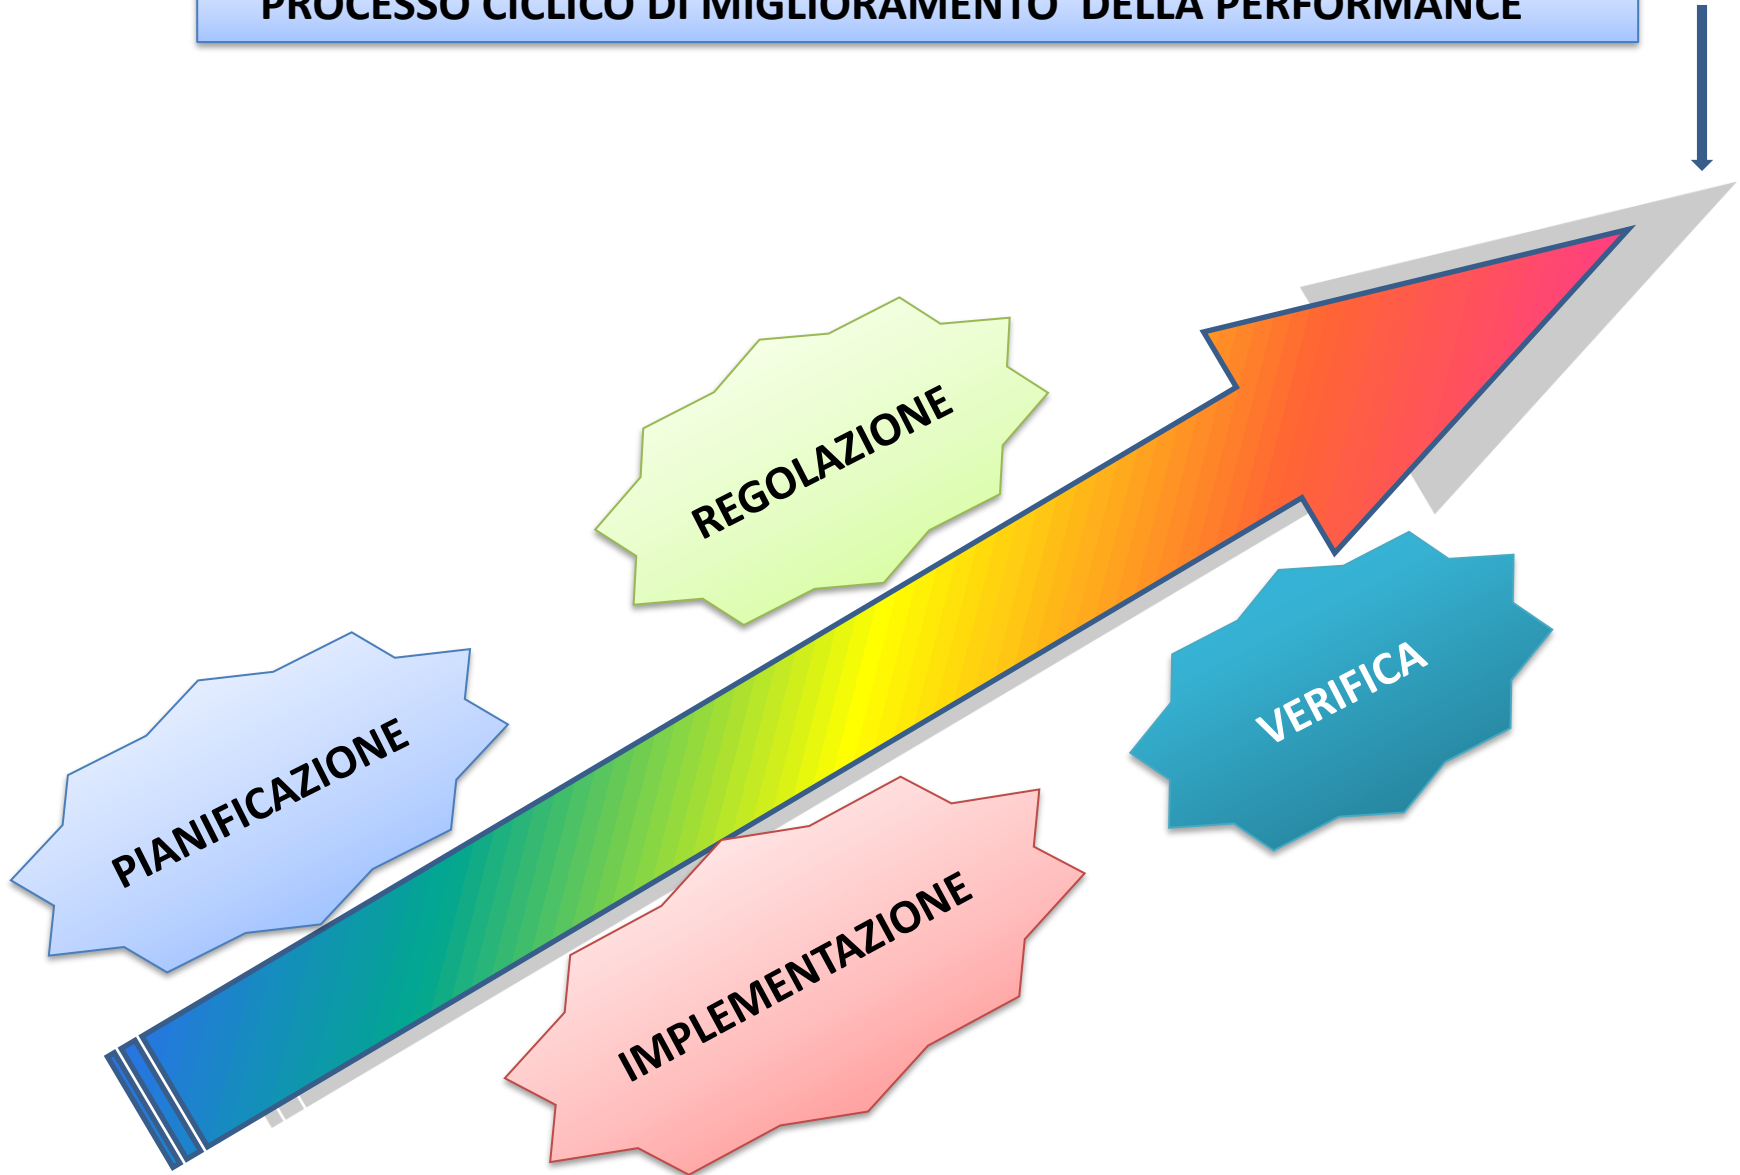 PROCESSO CICLICO DI MIGLIORAMENTO DELLA PERFORMANCE
REGOLAZIONE
VERIFICA
PIANIFICAZIONE
IMPLEMENTAZIONE